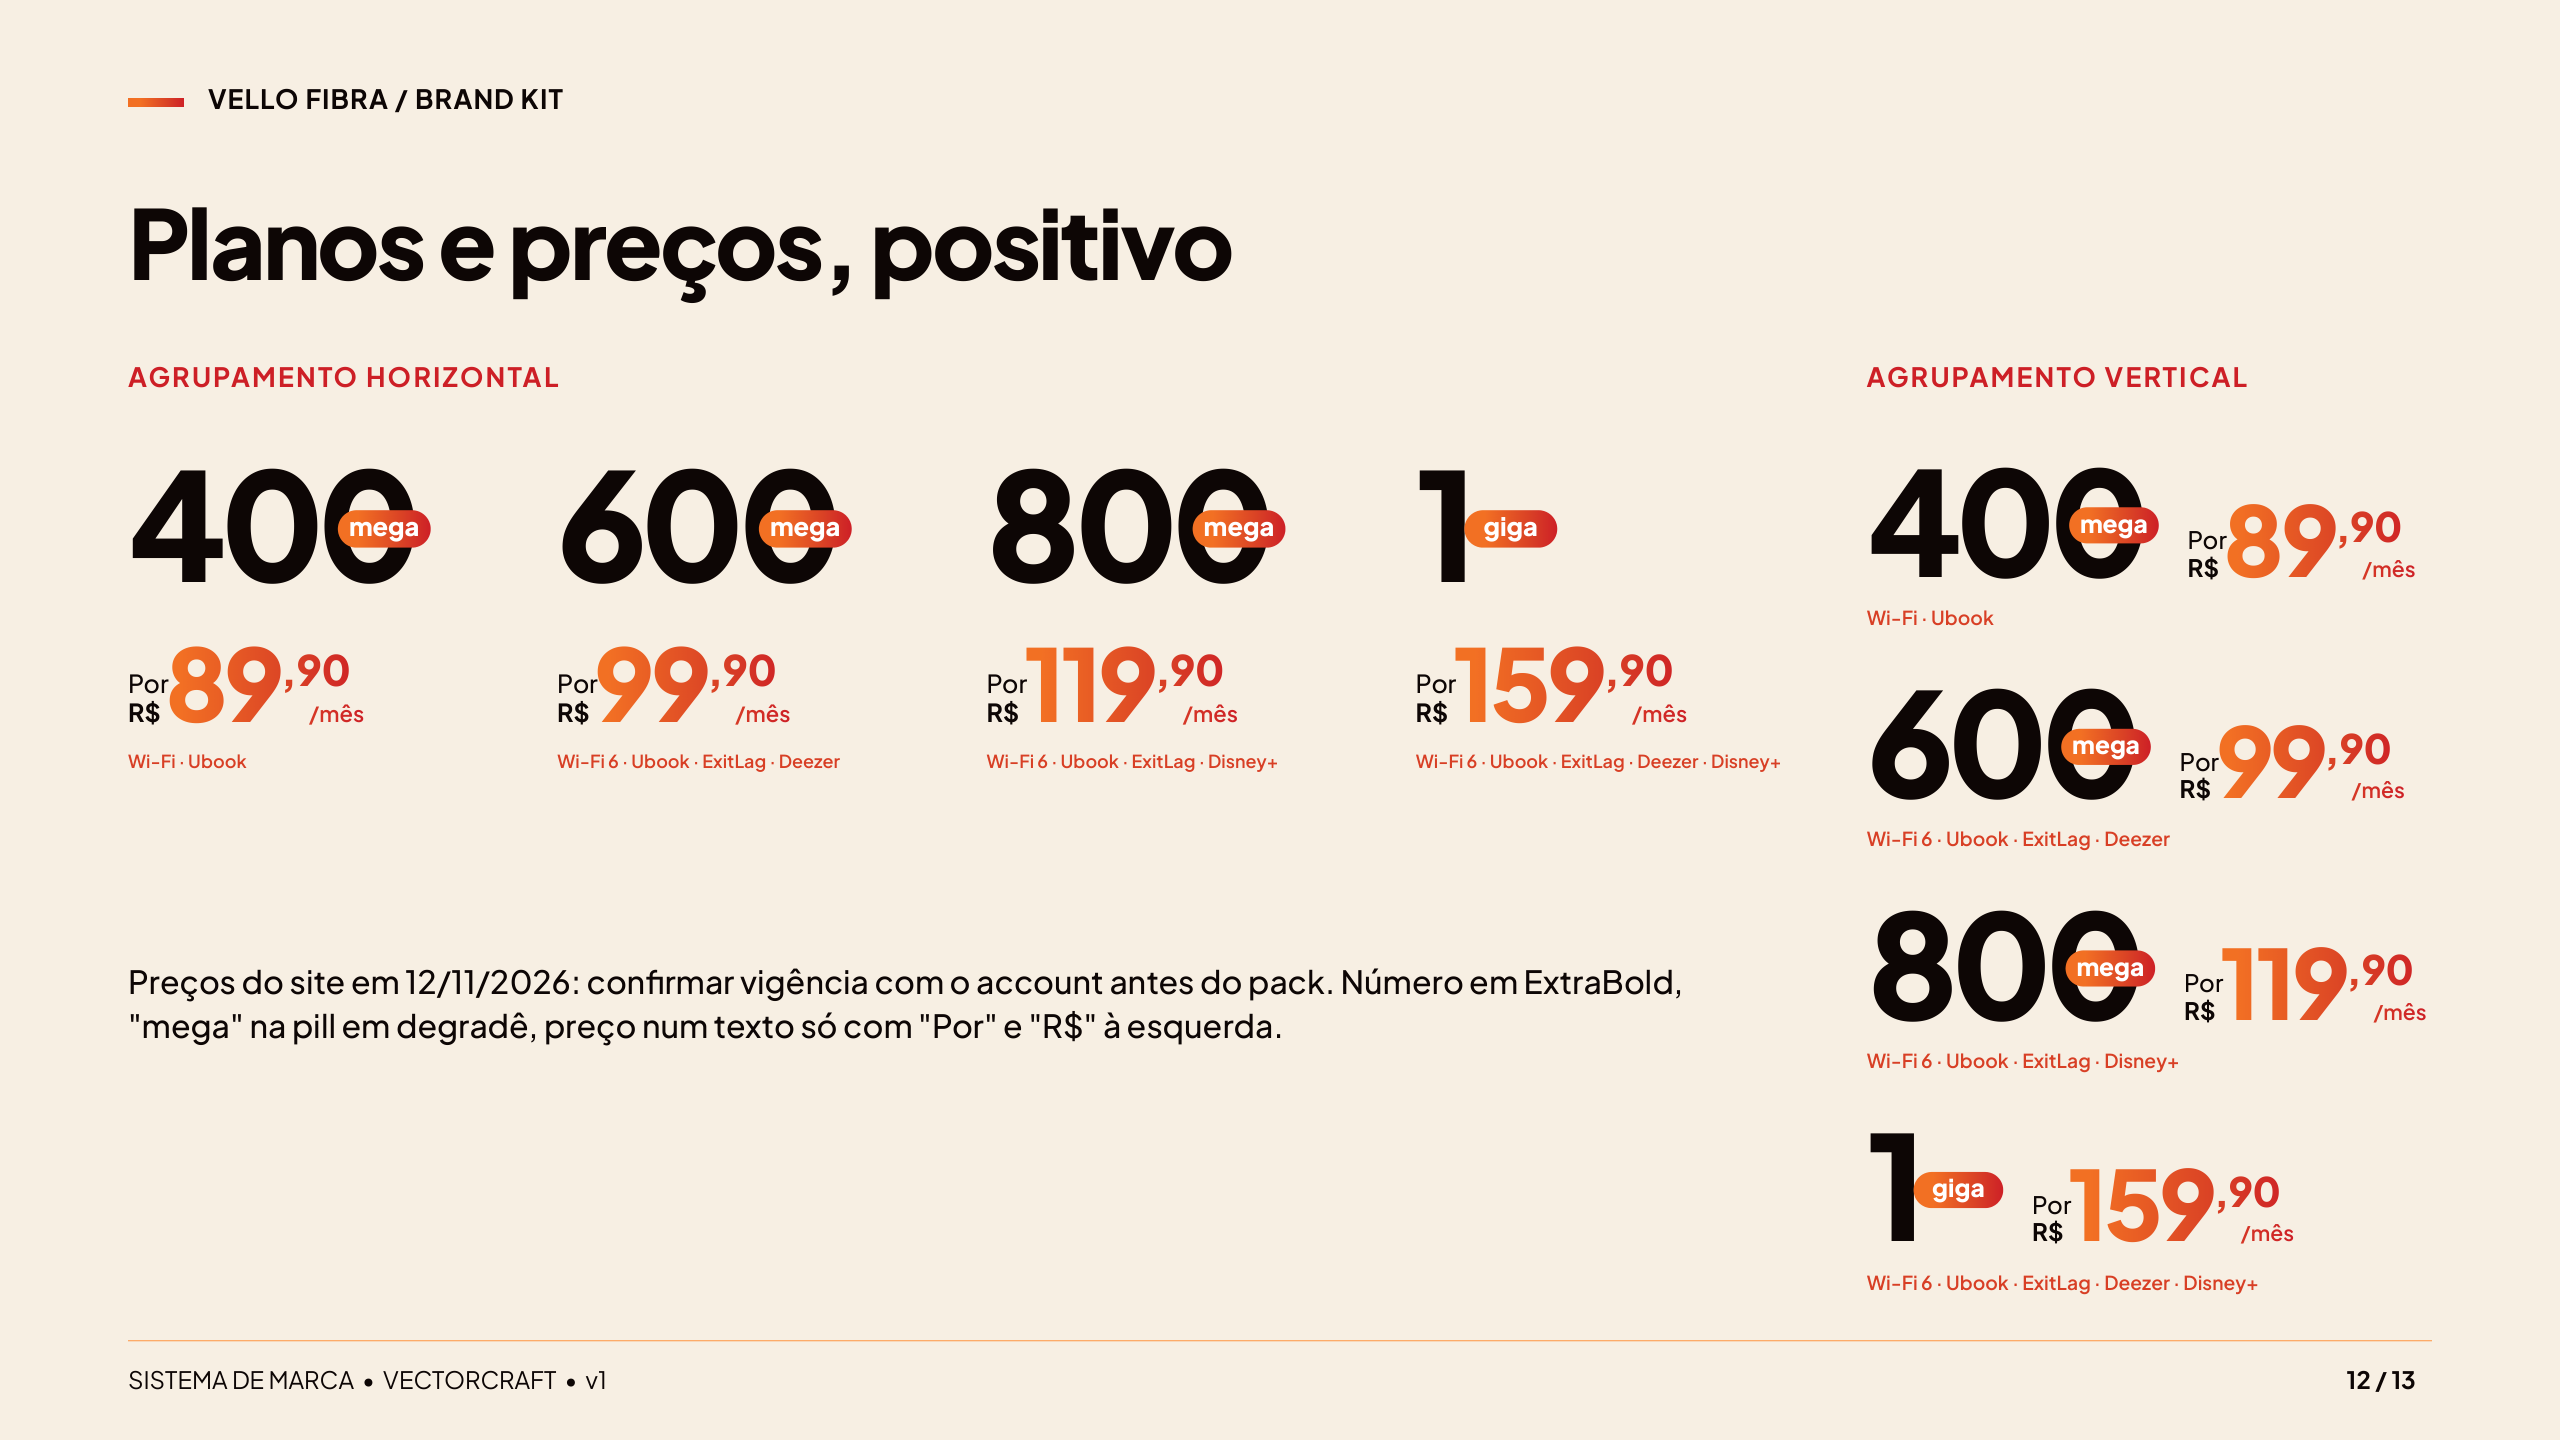 VELLO FIBRA / BRAND KIT
Planos e preços, positivo
AGRUPAMENTO HORIZONTAL
400 mega
Por R$ 89,90 /mês
Wi-Fi · Ubook
600 mega
Por R$ 99,90 /mês
Wi-Fi 6 · Ubook · ExitLag · Deezer
800 mega
Por R$ 119,90 /mês
Wi-Fi 6 · Ubook · ExitLag · Disney+
1 giga
Por R$ 159,90 /mês
Wi-Fi 6 · Ubook · ExitLag · Deezer · Disney+
Preços do site em 12/11/2026: confirmar vigência com o account antes do pack. Número em ExtraBold,
"mega" na pill em degradê, preço num texto só com "Por" e "R$" à esquerda.
AGRUPAMENTO VERTICAL
400 mega Por R$ 89,90 /mês
Wi-Fi · Ubook
600 mega Por R$ 99,90 /mês
Wi-Fi 6 · Ubook · ExitLag · Deezer
800 mega Por R$ 119,90 /mês
Wi-Fi 6 · Ubook · ExitLag · Disney+
1 giga Por R$ 159,90 /mês
Wi-Fi 6 · Ubook · ExitLag · Deezer · Disney+
SISTEMA DE MARCA • VECTORCRAFT • v1
12 / 13